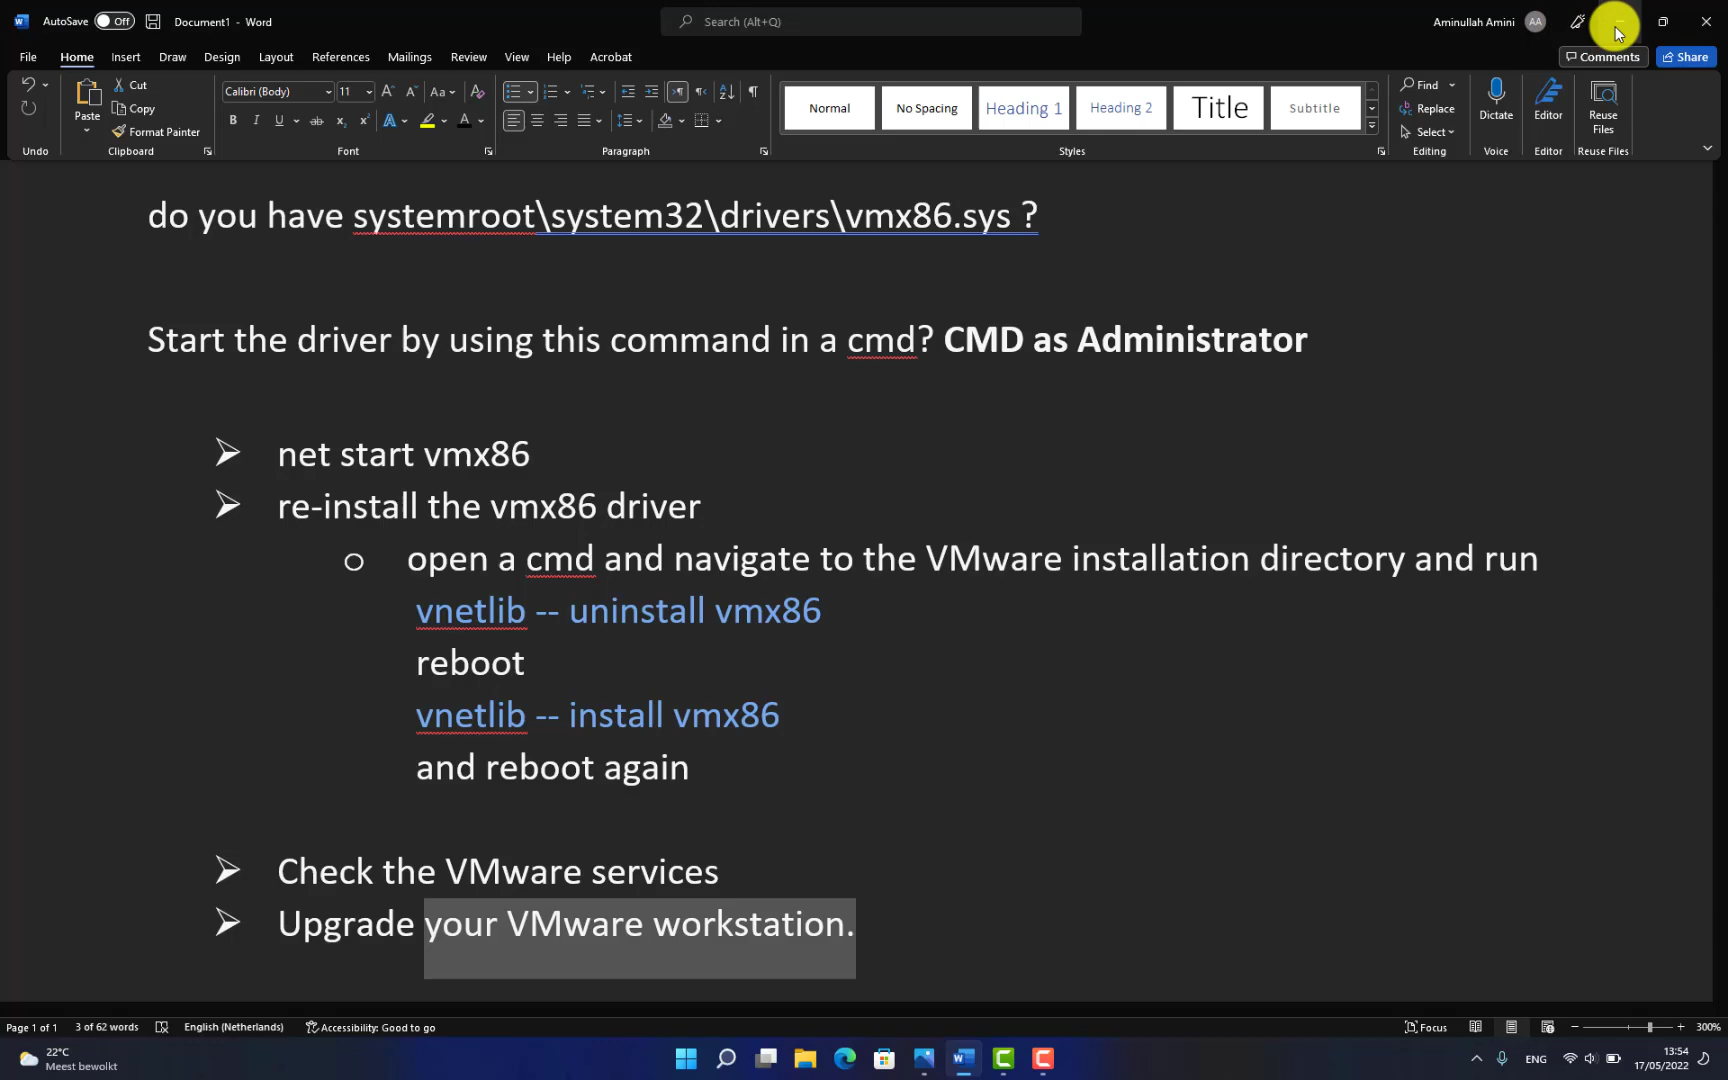 AutoSave Off Document1 - Word Search (Alt+Q) Aminullah Amini AA
File Home Insert Draw Design Layout References Mailings Review View Help Acrobat Comments Share
Paste Cut Copy Format Painter
Calibri (Body) 11
Normal No Spacing Heading 1 Heading 2 Title Subtitle
Find Replace Select
Dictate Editor Reuse Files
Undo Clipboard Font Paragraph Styles Editing Voice Editor Reuse Files
do you have systemroot\system32\drivers\vmx86.sys ?
Start the driver by using this command in a cmd? CMD as Administrator
net start vmx86
re-install the vmx86 driver
o open a cmd and navigate to the VMware installation directory and run
vnetlib -- uninstall vmx86
reboot
vnetlib -- install vmx86
and reboot again
Check the VMware services
Upgrade your VMware workstation.
Page 1 of 1 3 of 62 words English (Netherlands) Accessibility: Good to go Focus 300%
22°C
Meest bewolkt
ENG
13:54
17/05/2022